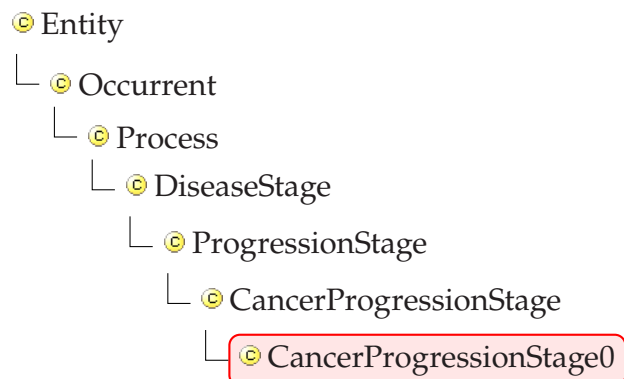 Entity
Occurrent
Process
DiseaseStage
ProgressionStage
CancerProgressionStage
CancerProgressionStage0